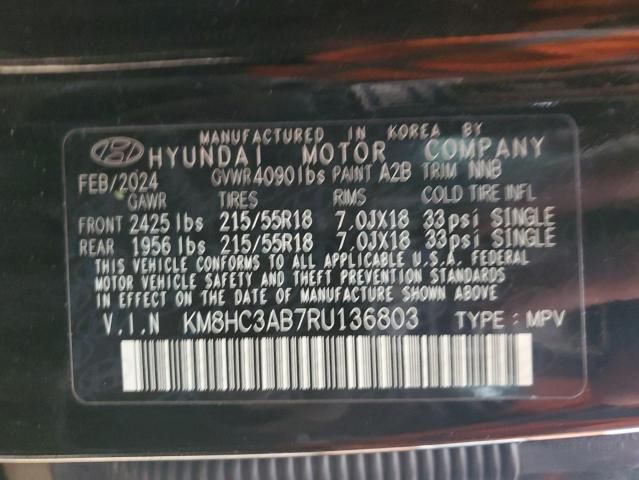 MANUFACTURED IN KOREA BY
HYUNDAI MOTOR COMPANY
FEB/2024 GVWR 4090lbs PAINT A2B TRIM NNB
GAWR TIRES RIMS COLD TIRE INFL
FRONT 2425 lbs 215/55R18 7.0JX18 33psi SINGLE
REAR 1956 lbs 215/55R18 7.0JX18 33psi SINGLE
THIS VEHICLE CONFORMS TO ALL APPLICABLE U.S.A. FEDERAL
MOTOR VEHICLE SAFETY AND THEFT PREVENTION STANDARDS
IN EFFECT ON THE DATE OF MANUFACTURE SHOWN ABOVE.
V.I.N KM8HC3AB7RU136803 TYPE: MPV